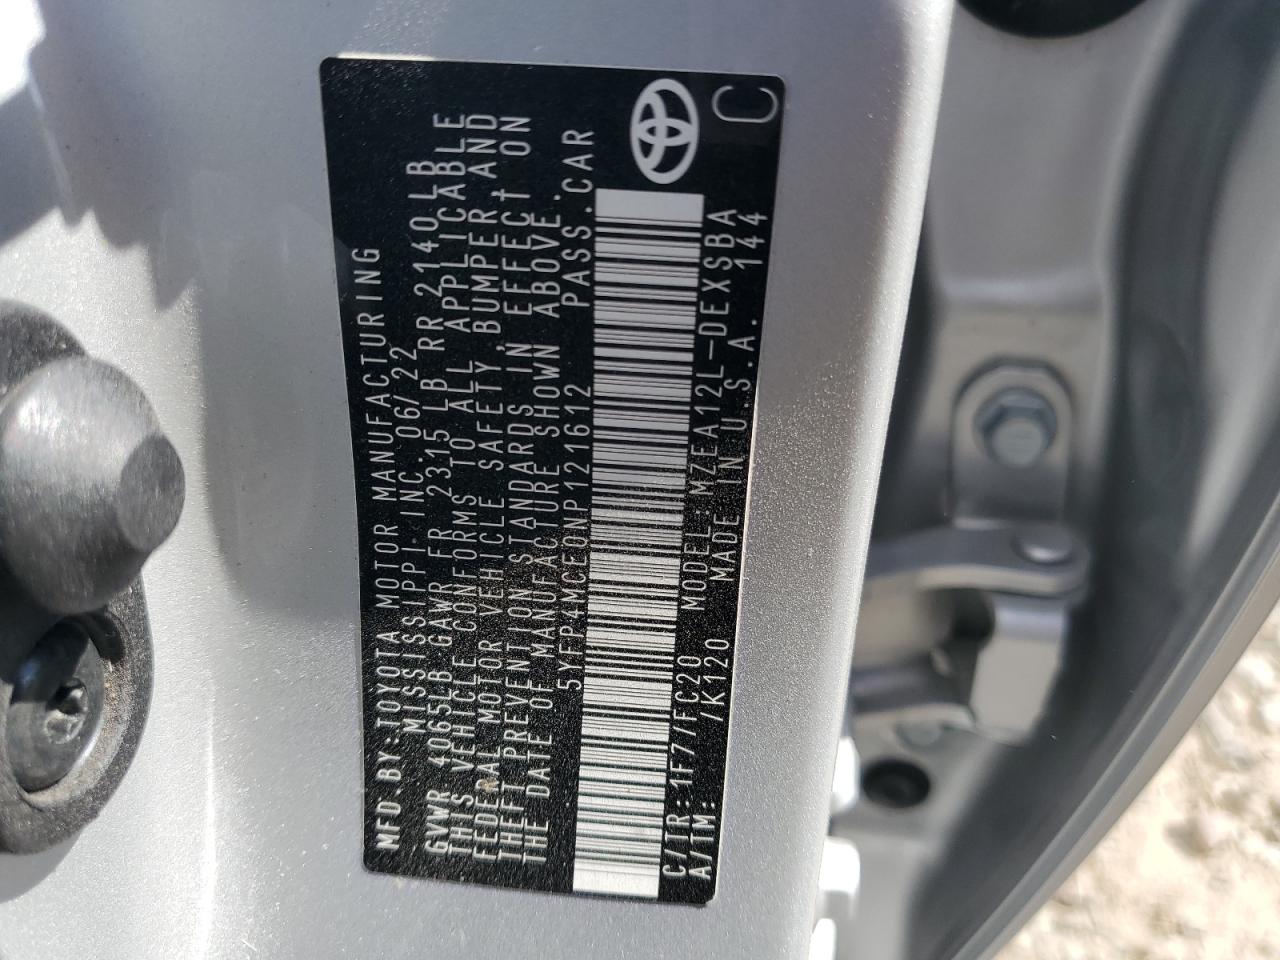 MFD.BY:TOYOTA MOTOR MANUFACTURING
MISSISSIPPI,INC. 06/22
GVWR 4065LB GAWR FR 2315 LB RR 2140LB
THIS VEHICLE CONFORMS TO ALL APPLICABLE
FEDERAL MOTOR VEHICLE SAFETY,BUMPER,AND
THEFT PREVENTION STANDARDS IN EFFECT ON
THE DATE OF MANUFACTURE SHOWN ABOVE.
5YFP4MCE0NP121612 PASS.CAR
C/TR:1F7/FC20 MODEL:MZEA12L-DEXSBA
A/TM: /K120 MADE IN U.S.A. 144
C